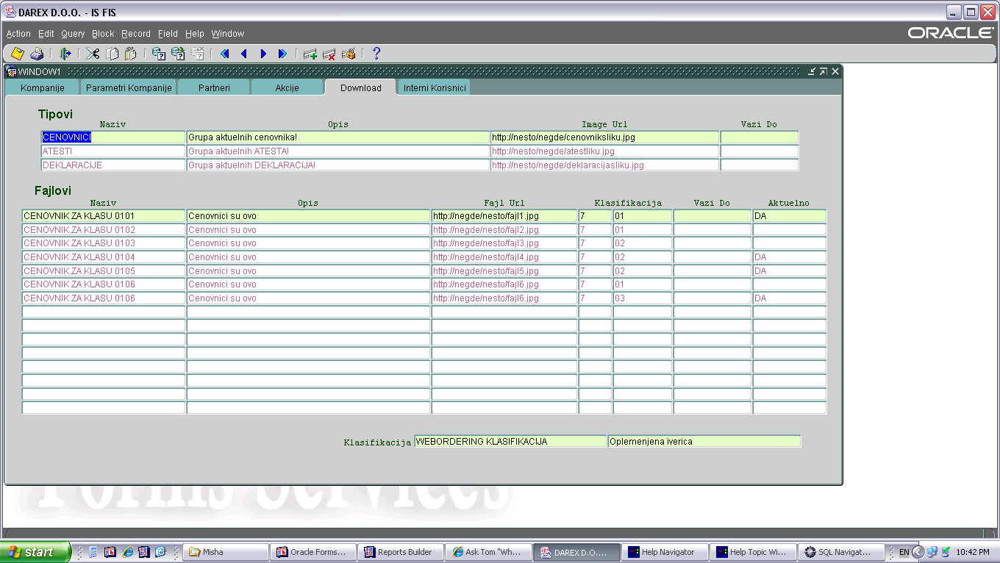 DAREX D.O.O. - IS FIS
Action Edit Query Block Record Field Help Window
ORACLE
WINDOW1
Kompanije Parametri Kompanije Partneri Akcije Download Interni Korisnici
Tipovi
Naziv Opis Image Url Vazi Do
CENOVNICI Grupa aktuelnih cenovnika! http://nesto/negde/cenovniksliku.jpg
ATESTI Grupa aktuelnih ATESTA! http://nesto/negde/atestliku.jpg
DEKLARACIJE Grupa aktuelnih DEKLARACIJA! http://nesto/negde/deklaracijasliku.jpg
Fajlovi
Naziv Opis Fajl Url Klasifikacija Vazi Do Aktuelno
CENOVNIK ZA KLASU 0101 Cenovnici su ovo http://negde/nesto/fajl1.jpg 7 01 DA
CENOVNIK ZA KLASU 0102 Cenovnici su ovo http://negde/nesto/fajl2.jpg 7 01
CENOVNIK ZA KLASU 0103 Cenovnici su ovo http://negde/nesto/fajl3.jpg 7 02
CENOVNIK ZA KLASU 0104 Cenovnici su ovo http://negde/nesto/fajl4.jpg 7 02 DA
CENOVNIK ZA KLASU 0105 Cenovnici su ovo http://negde/nesto/fajl5.jpg 7 02 DA
CENOVNIK ZA KLASU 0106 Cenovnici su ovo http://negde/nesto/fajl6.jpg 7 01
CENOVNIK ZA KLASU 0106 Cenovnici su ovo http://negde/nesto/fajl6.jpg 7 03 DA
Klasifikacija WEBORDERING KLASIFIKACIJA Oplemenjena iverica
Forms Services
start Misha Oracle Forms... Reports Builder Ask Tom "Wh... DAREX D.O.... Help Navigator Help Topic Wi... SQL Navigat... EN 10:42 PM